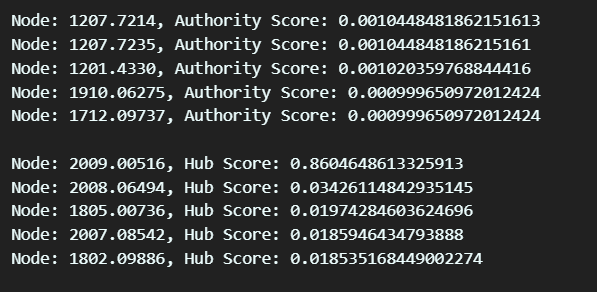 Node: 1207.7214, Authority Score: 0.0010448481862151613
Node: 1207.7235, Authority Score: 0.001044848186215161
Node: 1201.4330, Authority Score: 0.001020359768844416
Node: 1910.06275, Authority Score: 0.000999650972012424
Node: 1712.09737, Authority Score: 0.000999650972012424
Node: 2009.00516, Hub Score: 0.8604648613325913
Node: 2008.06494, Hub Score: 0.03426114842935145
Node: 1805.00736, Hub Score: 0.01974284603624696
Node: 2007.08542, Hub Score: 0.0185946434793888
Node: 1802.09886, Hub Score: 0.018535168449002274